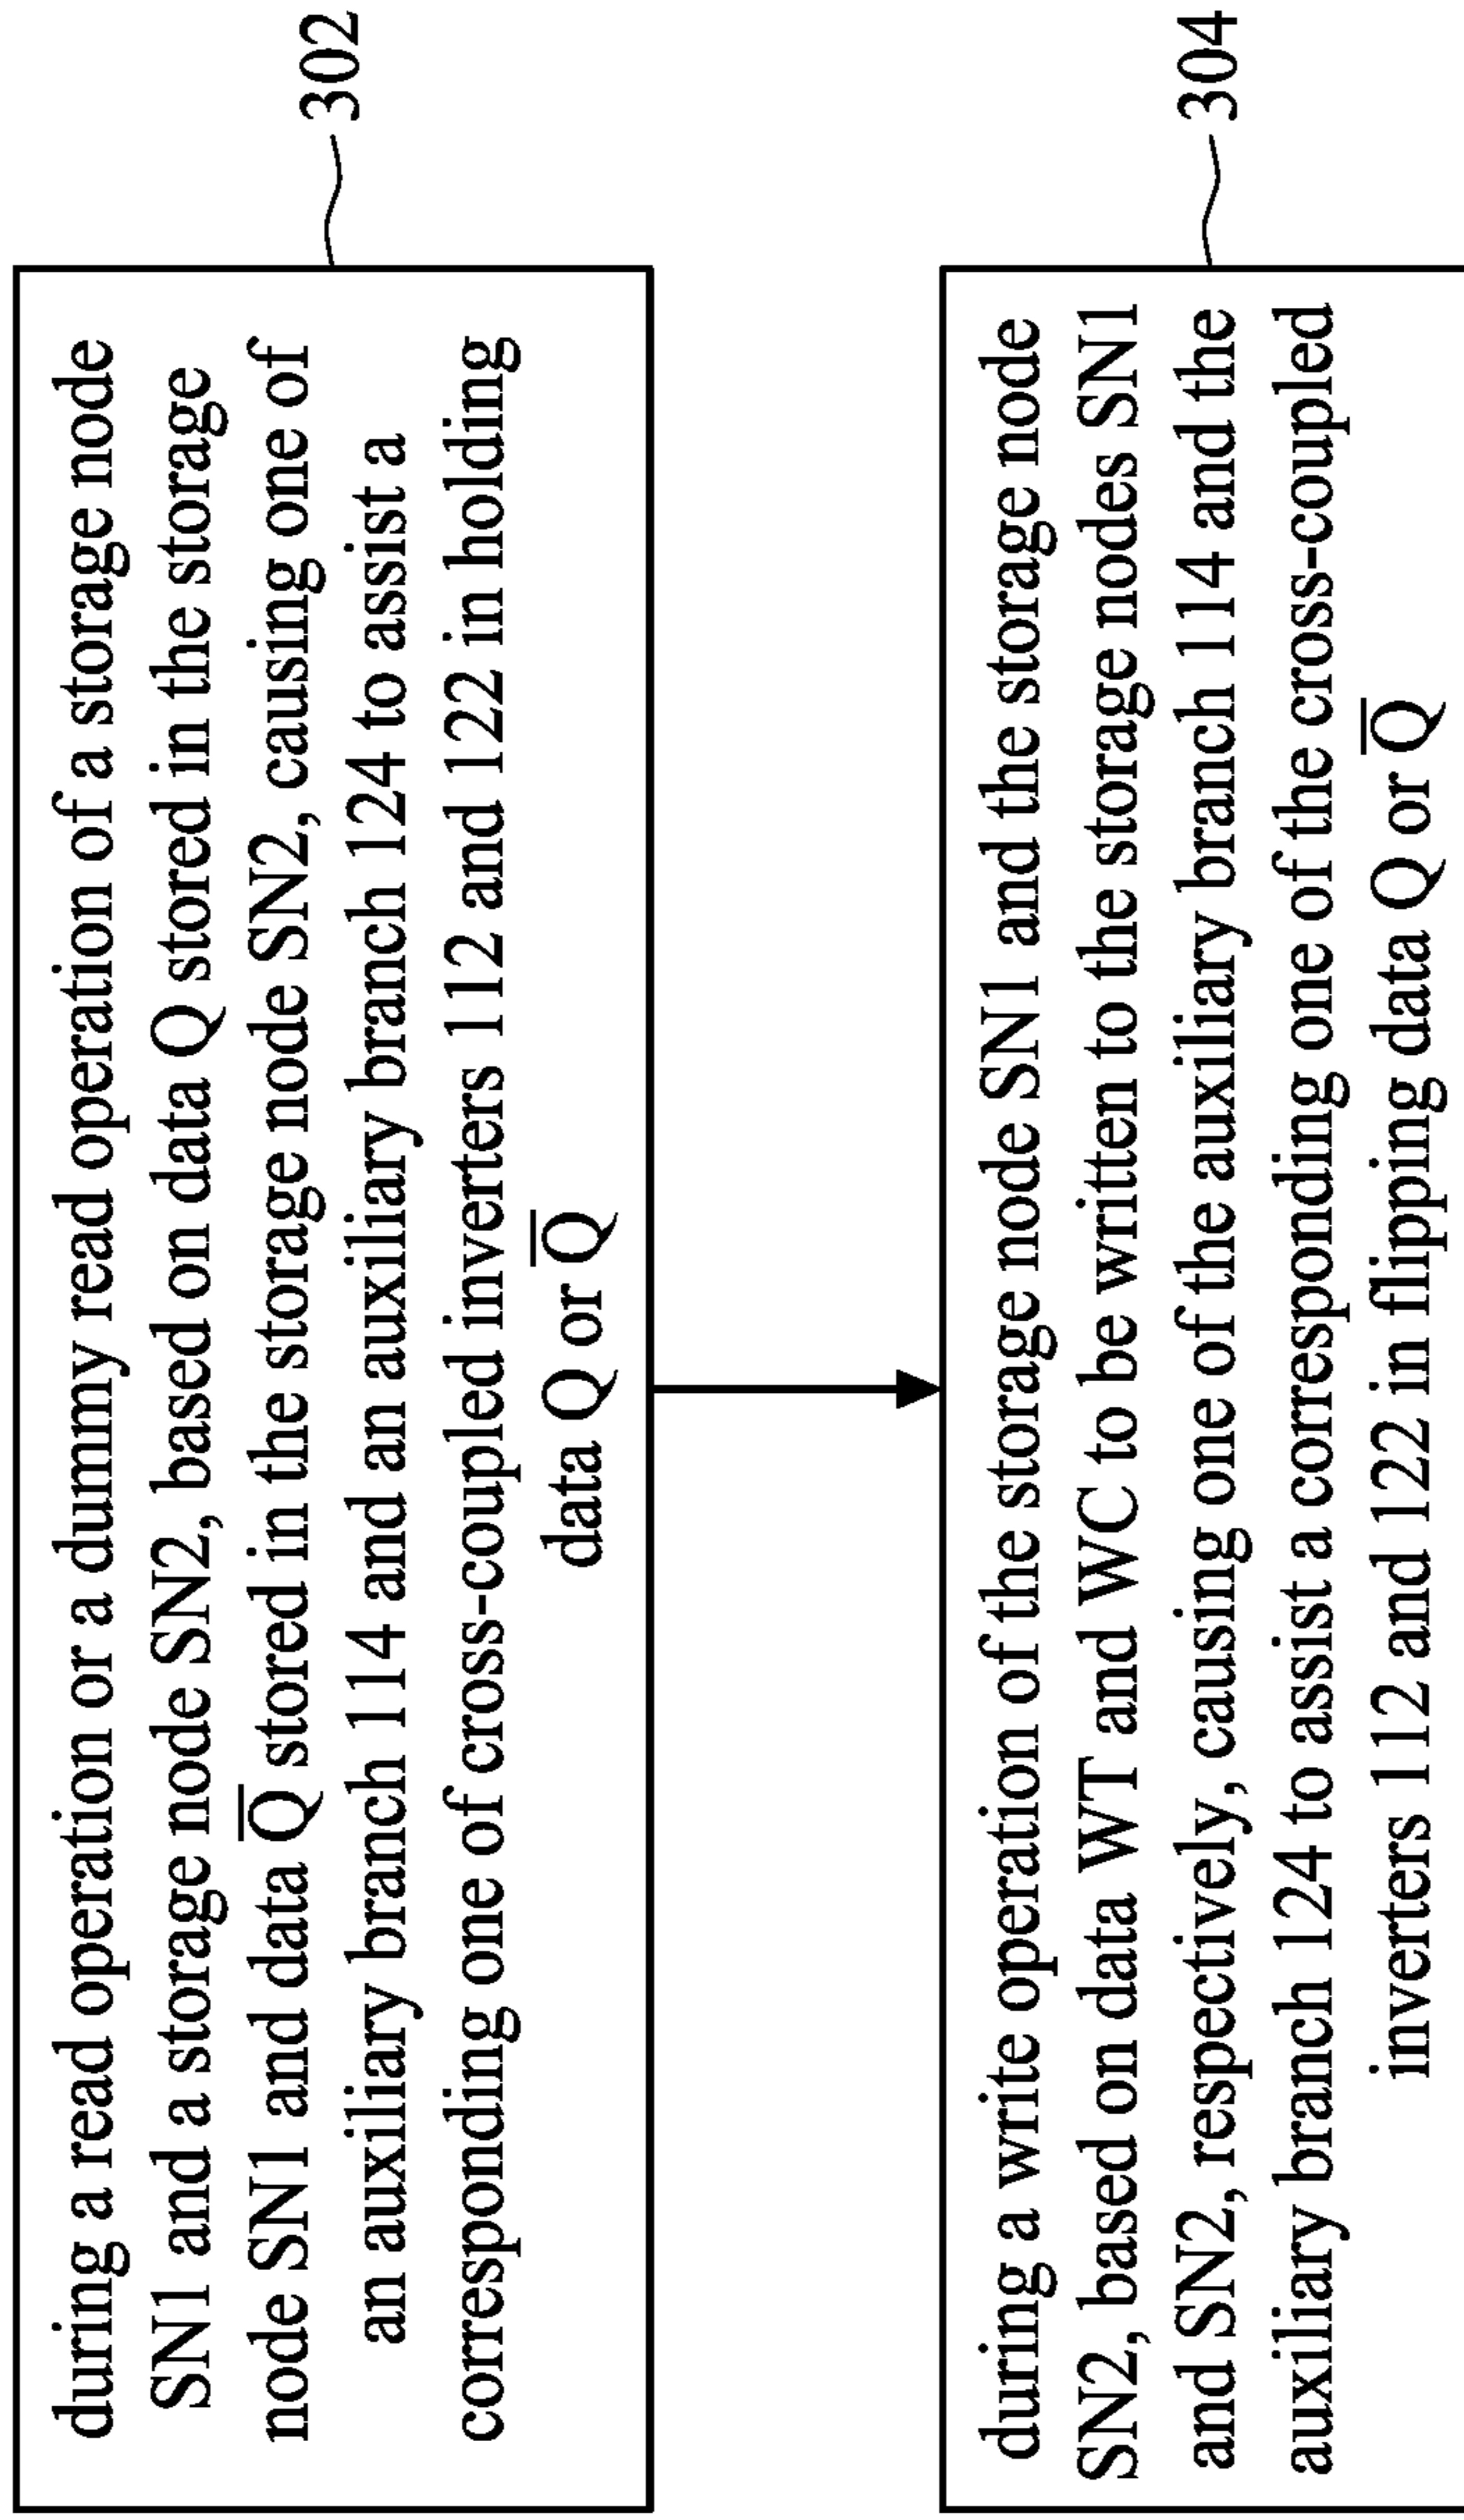 during a read operation or a dummy read operation of a storage node
SN1 and a storage node SN2, based on data Q stored in the storage
node SN1 and data Q̅ stored in the storage node SN2, causing one of
an auxiliary branch 114 and an auxiliary branch 124 to assist a
corresponding one of cross-coupled inverters 112 and 122 in holding
data Q or Q̅
302
during a write operation of the storage node SN1 and the storage node
SN2, based on data WT and WC to be written to the storage nodes SN1
and SN2, respectively, causing one of the auxiliary branch 114 and the
auxiliary branch 124 to assist a corresponding one of the cross-coupled
inverters 112 and 122 in flipping data Q or Q̅
304